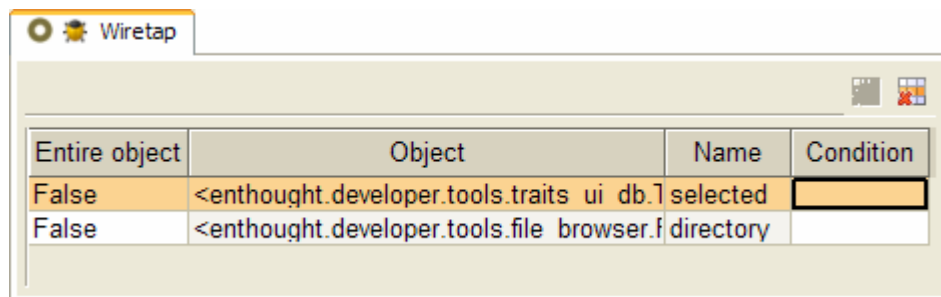 Wiretap
Entire object Object Name Condition
False <enthought.developer.tools.traits_ui_db.T selected
False <enthought.developer.tools.file_browser.F directory